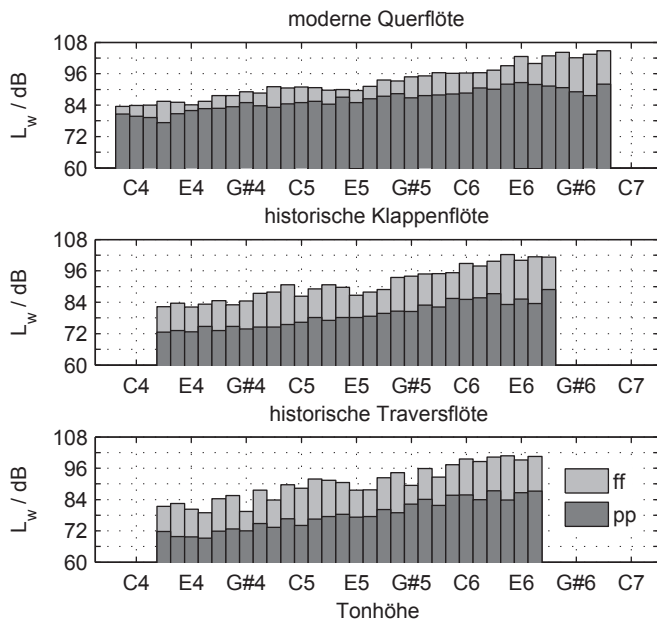 moderne Querflöte
108
96
84
72
60
L_w / dB
C4 E4 G#4 C5 E5 G#5 C6 E6 G#6 C7
historische Klappenflöte
108
96
84
72
60
L_w / dB
C4 E4 G#4 C5 E5 G#5 C6 E6 G#6 C7
historische Traversflöte
108
96
84
72
60
L_w / dB
ff
pp
C4 E4 G#4 C5 E5 G#5 C6 E6 G#6 C7
Tonhöhe